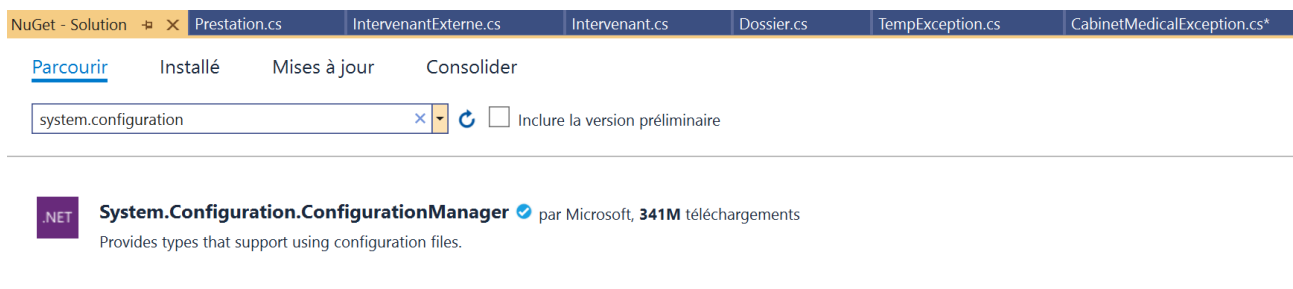 NuGet - Solution Prestation.cs IntervenantExterne.cs Intervenant.cs Dossier.cs TempException.cs CabinetMedicalException.cs*
Parcourir Installé Mises à jour Consolider
system.configuration Inclure la version préliminaire
.NET System.Configuration.ConfigurationManager par Microsoft, 341M téléchargements
Provides types that support using configuration files.